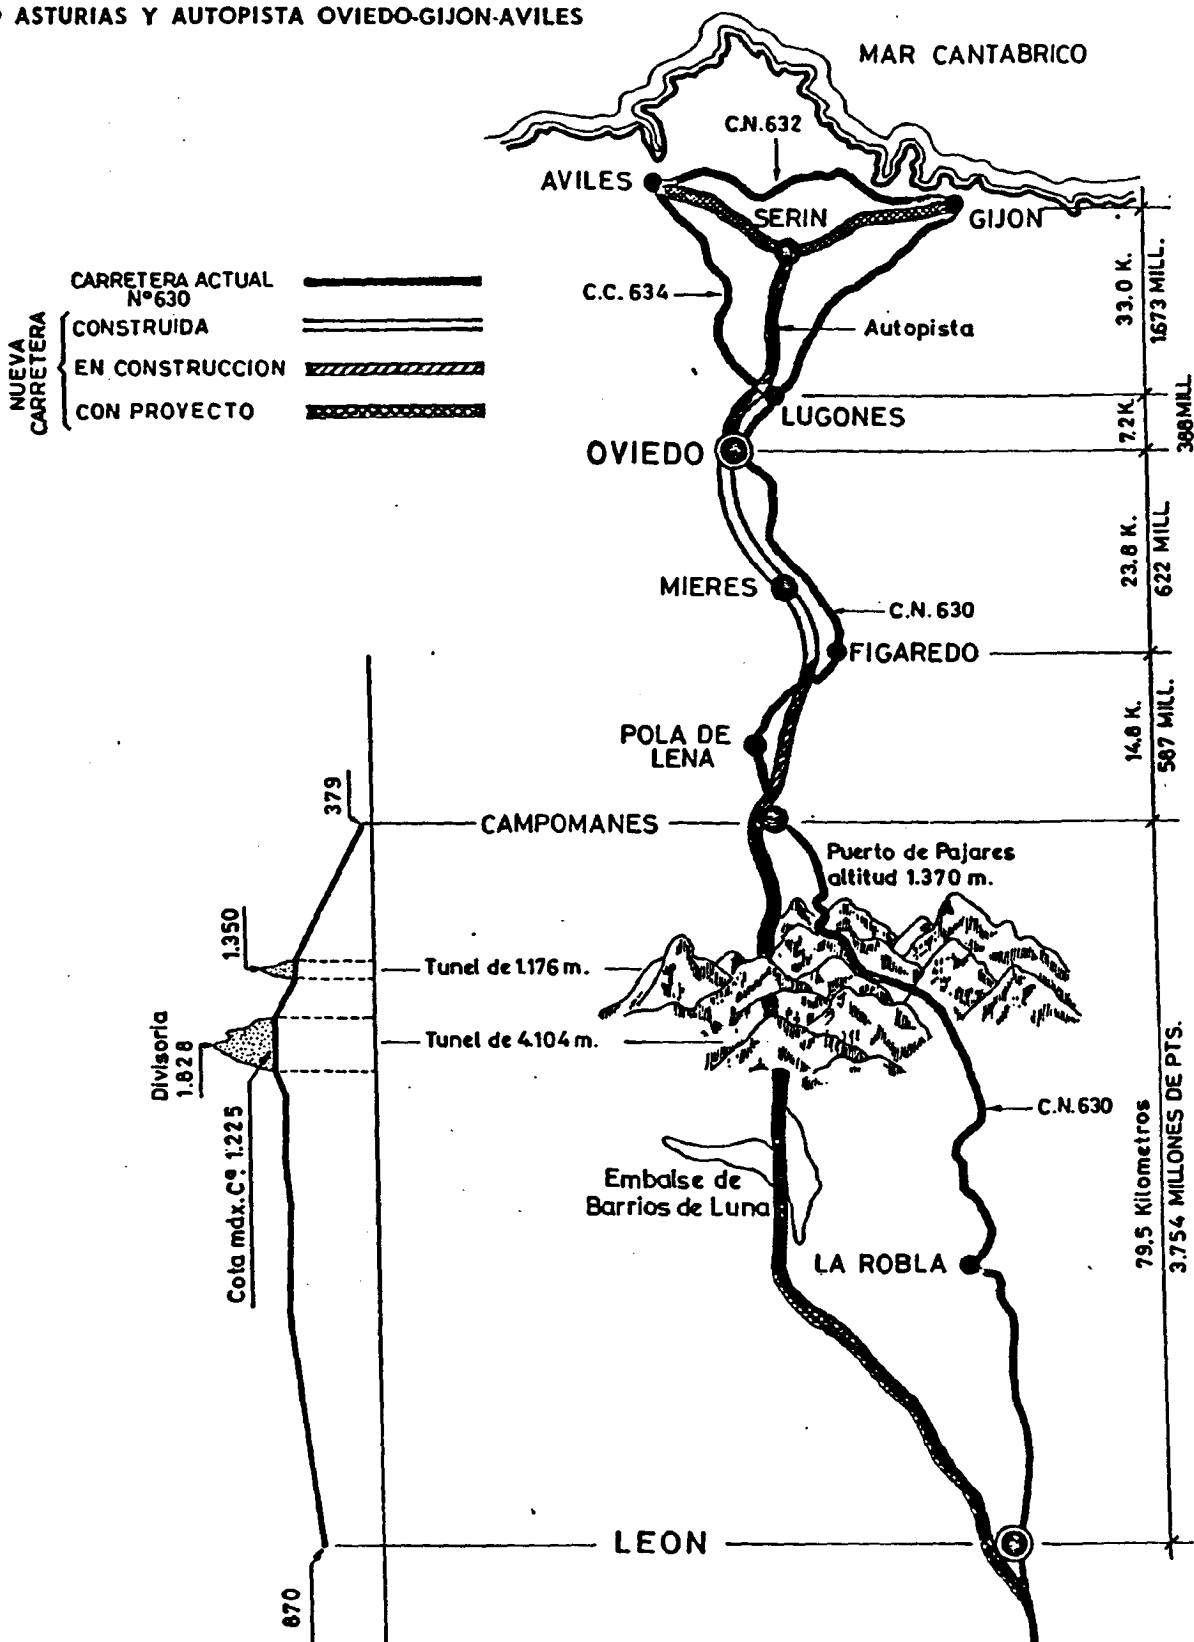 ASTURIAS Y AUTOPISTA OVIEDO-GIJON-AVILES
MAR CANTABRICO
C.N.632
AVILES
SERIN
GIJON
CARRETERA ACTUAL
Nº630
NUEVA
CARRETERA
CONSTRUIDA
EN CONSTRUCCION
CON PROYECTO
C.C. 634
Autopista
33.0 K.
1.673 MILL.
LUGONES
7.2 K.
388 MILL
OVIEDO
23.8 K.
622 MILL
MIERES
C.N. 630
FIGAREDO
14.8 K.
587 MILL.
POLA DE
LENA
379
CAMPOMANES
Puerto de Pajares
altitud 1.370 m.
1.350
Tunel de 1.176 m.
Divisoria
1.828
Tunel de 4.104 m.
Cota mdx. Cª. 1.225
C.N. 630
79.5 Kilometros
3.754 MILLONES DE PTS.
Embalse de
Barrios de Luna
LA ROBLA
LEON
870